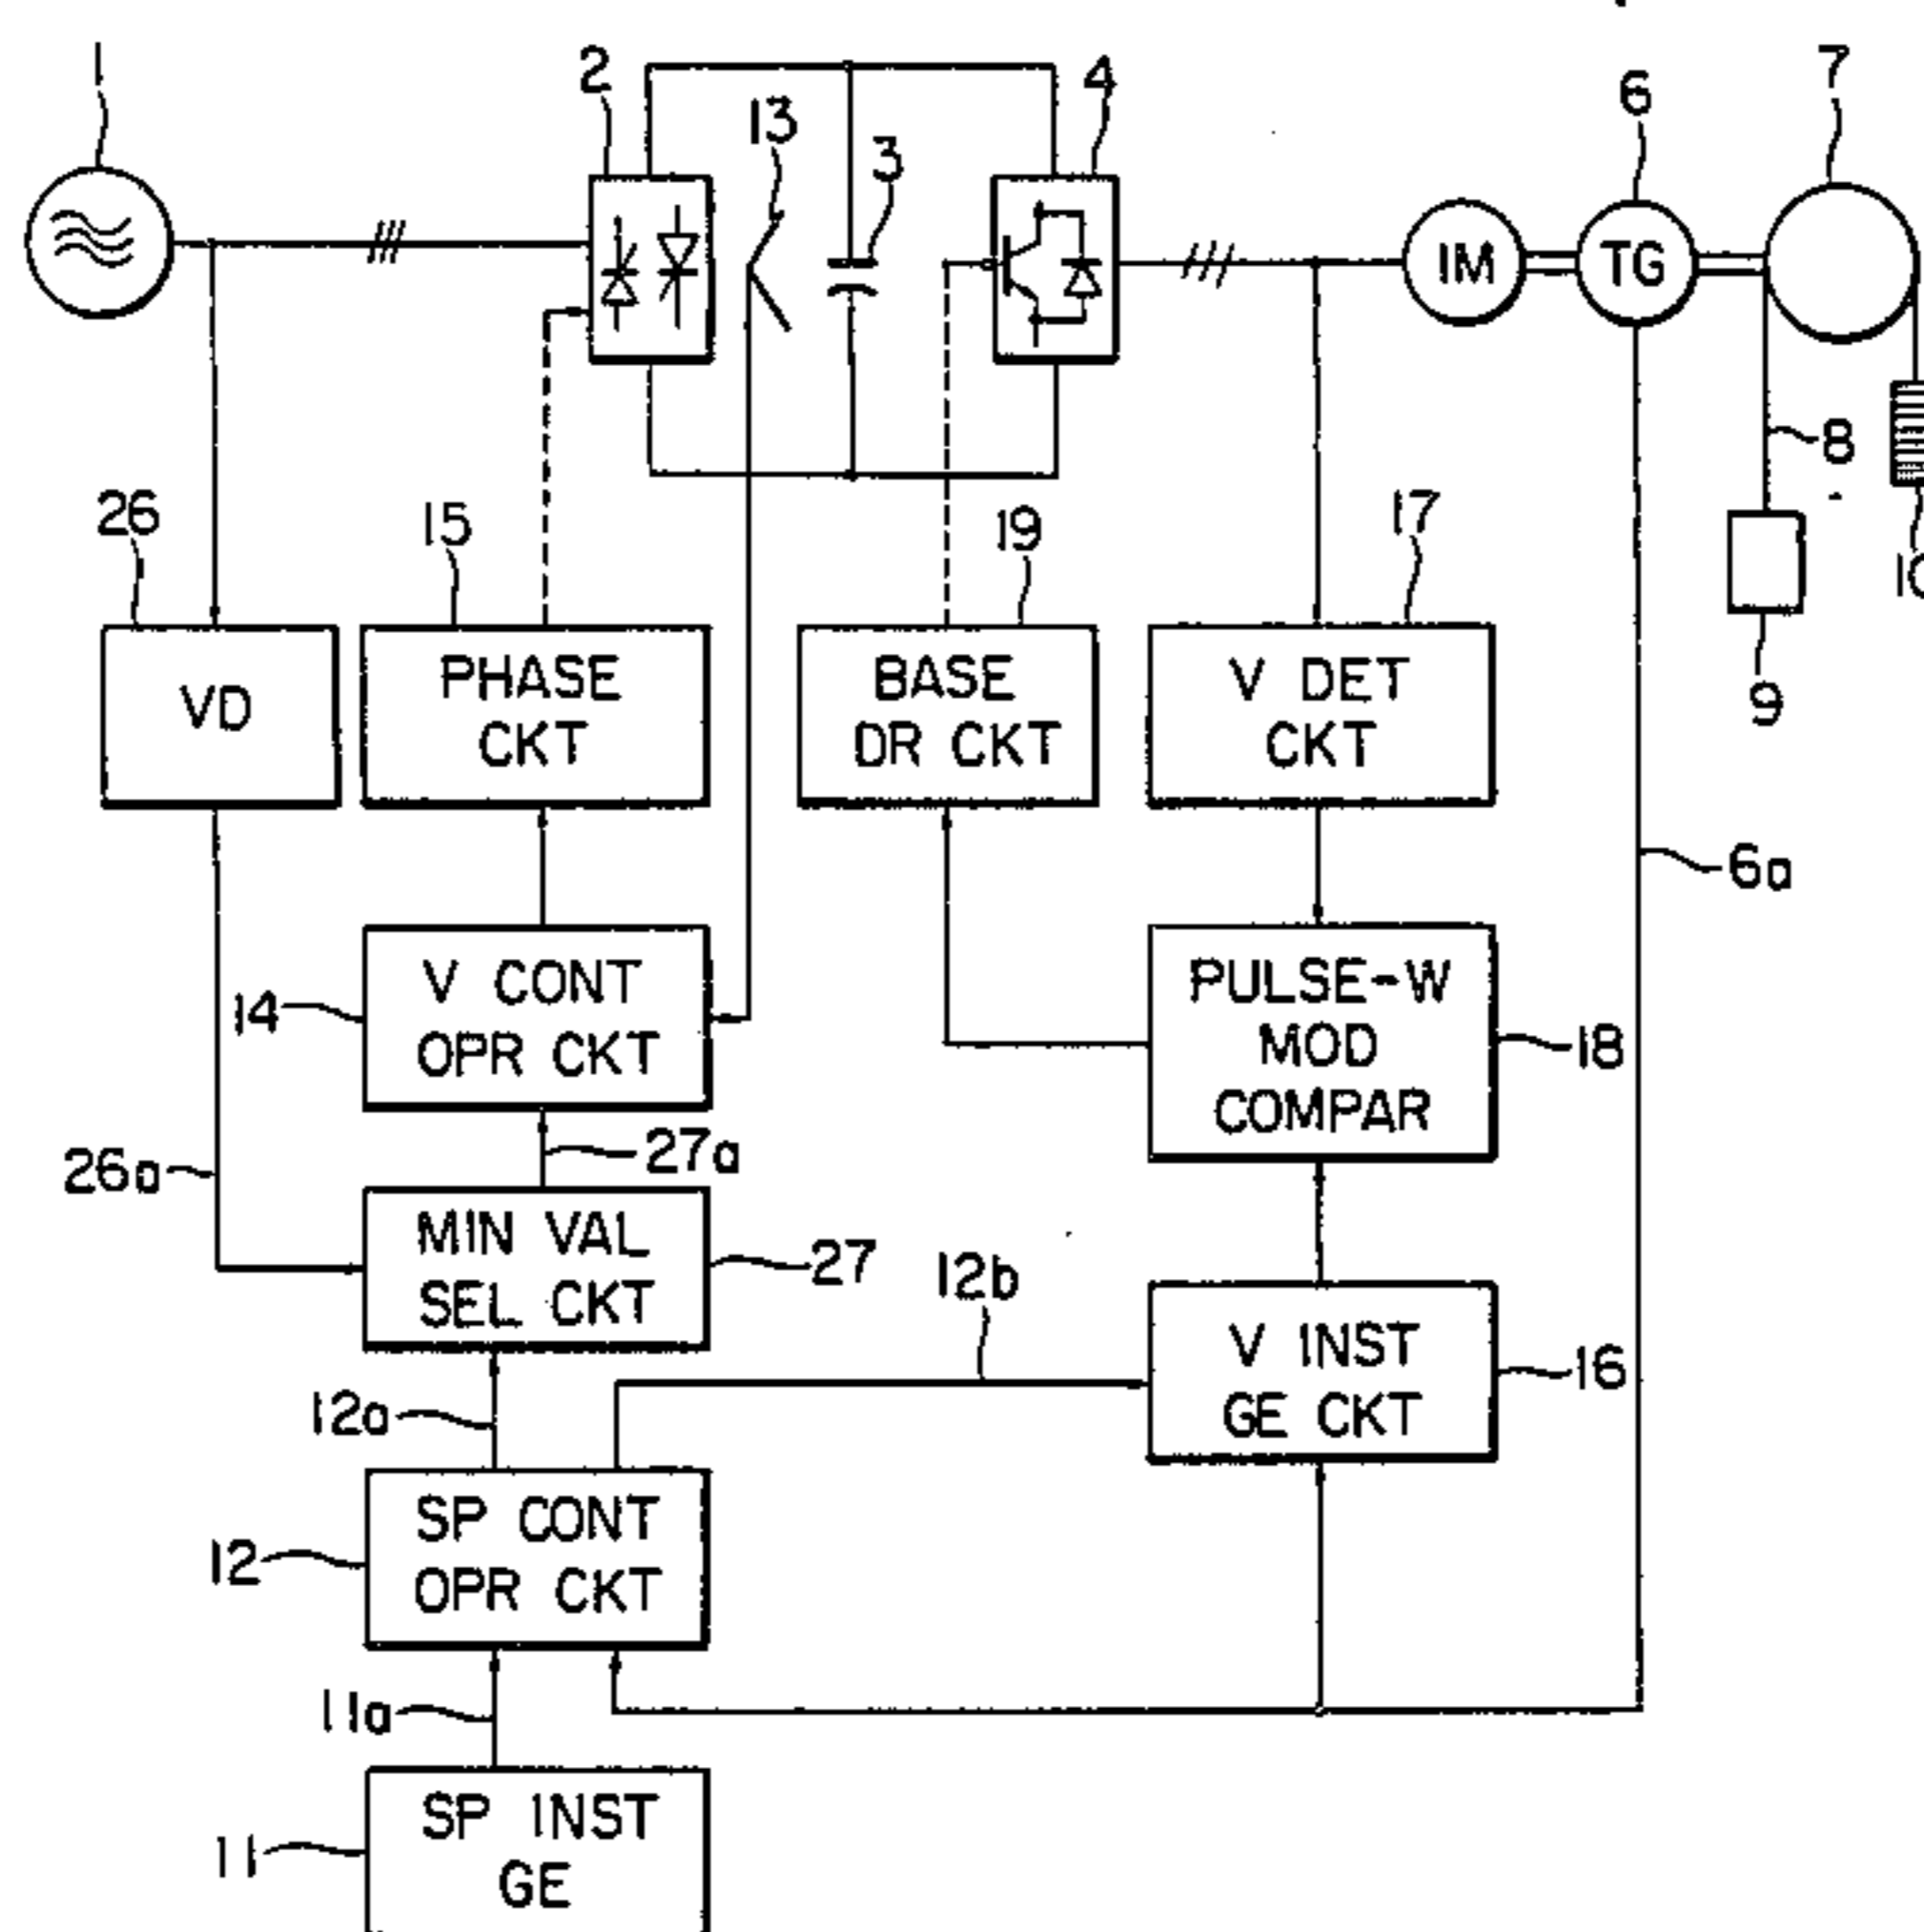 1
2
13
3
4
6
7
IM
TG
8
9
26
15
19
17
VD
PHASE
CKT
BASE
DR CKT
V DET
CKT
6a
14
V CONT
OPR CKT
PULSE-W
MOD
COMPAR
18
26a
27a
MIN VAL
SEL CKT
27
12b
V INST
GE CKT
16
12a
12
SP CONT
OPR CKT
11a
11
SP INST
GE